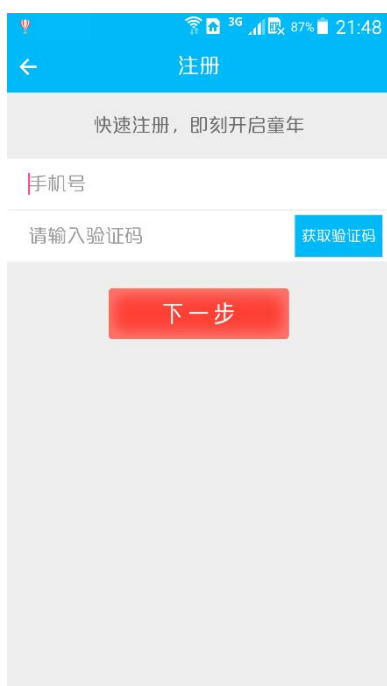 3G 87% 21:48
注册
快速注册，即刻开启童年
手机号
请输入验证码 获取验证码
下一步